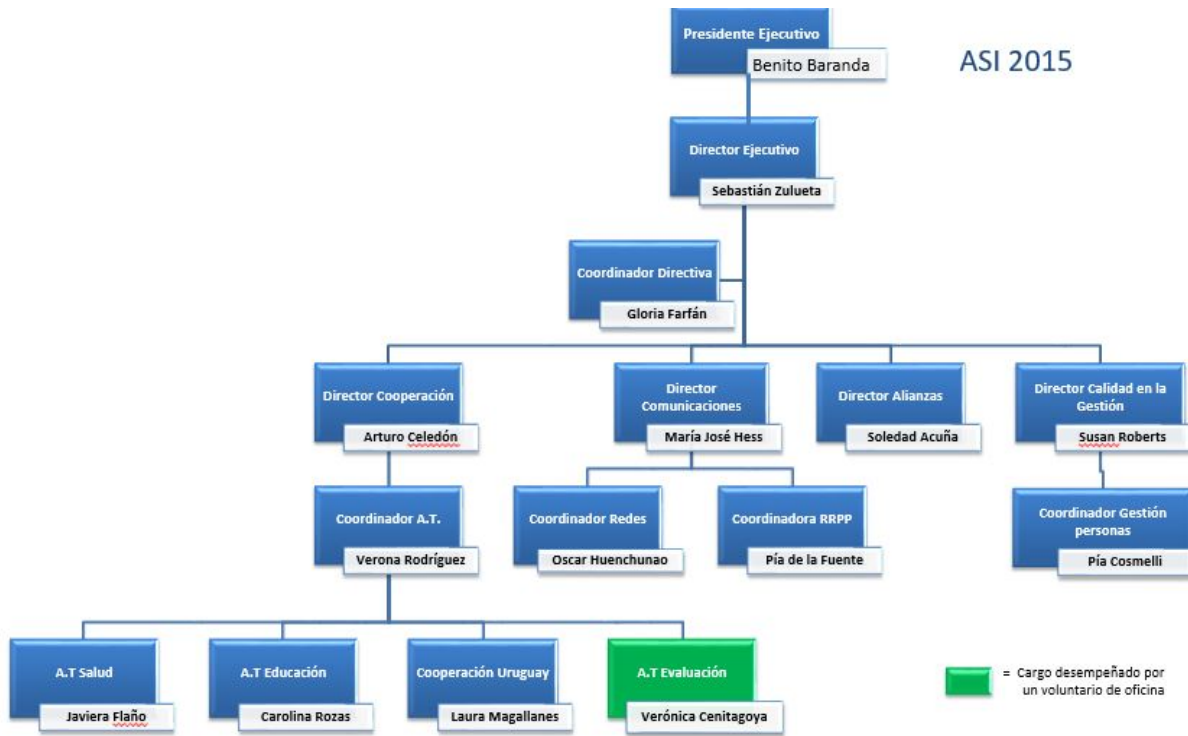 Presidente Ejecutivo
Benito Baranda
ASI 2015
Director Ejecutivo
Sebastián Zulueta
Coordinador Directiva
Gloria Farfán
Director Cooperación
Arturo Celedón
Director
Comunicaciones
María José Hess
Director Alianzas
Soledad Acuña
Director Calidad en la
Gestión
Susan Roberts
Coordinador A.T.
Verona Rodríguez
Coordinador Redes
Oscar Huenchunao
Coordinadora RRPP
Pía de la Fuente
Coordinador Gestión
personas
Pía Cosmelli
A.T Salud
Javiera Flaño
A.T Educación
Carolina Rozas
Cooperación Uruguay
Laura Magallanes
A.T Evaluación
Verónica Cenitagoya
= Cargo desempeñado por
un voluntario de oficina